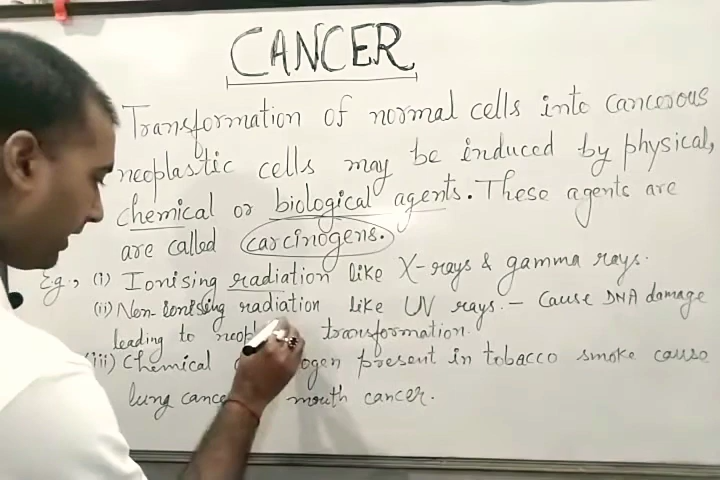 CANCER
Transformation of normal cells into cancerous
neoplastic cells may be induced by physical,
chemical or biological agents. These agents are
are called carcinogens.
E.g., (i) Ionising radiation like X-rays & gamma rays.
(ii) Non-ionising radiation like UV rays. - Cause DNA damage
leading to transformation.
(iii) Chemical present in tobacco smoke cause
lung mouth cancer.